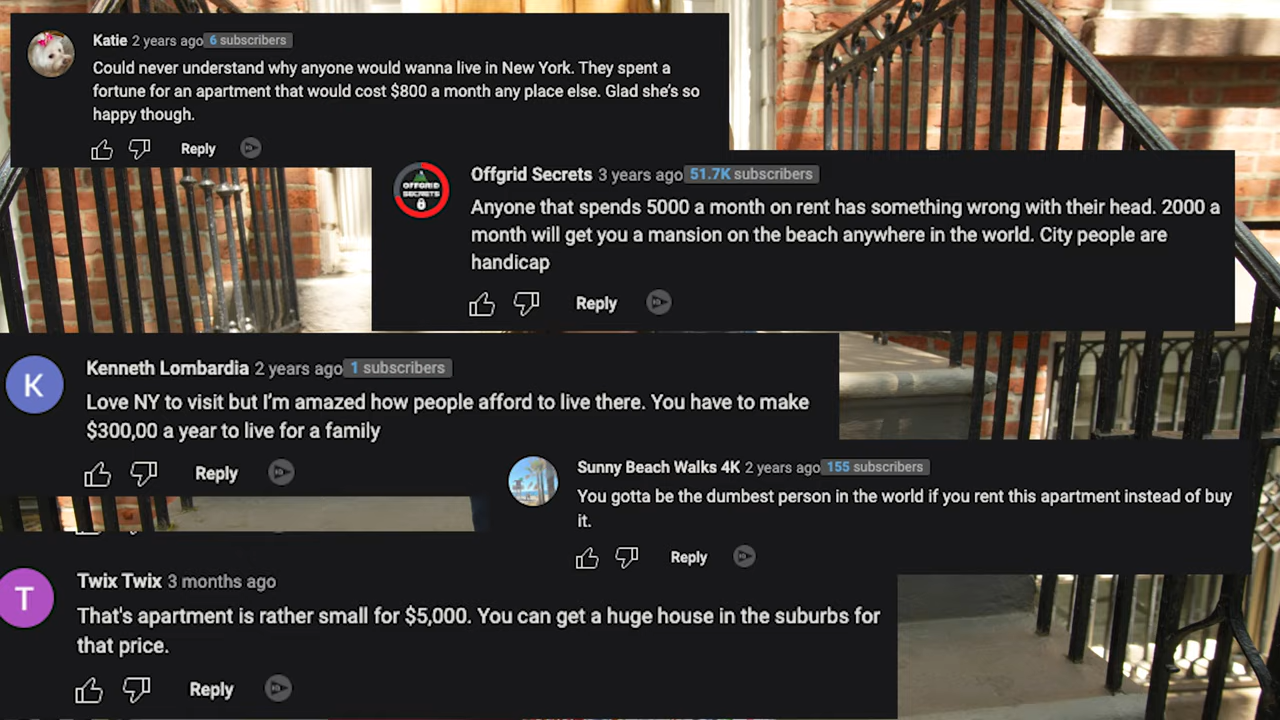 Katie 2 years ago 6 subscribers
Could never understand why anyone would wanna live in New York. They spent a
fortune for an apartment that would cost $800 a month any place else. Glad she's so
happy though.
Reply
OFFGRID
SECRETS
Offgrid Secrets 3 years ago 51.7K subscribers
Anyone that spends 5000 a month on rent has something wrong with their head. 2000 a
month will get you a mansion on the beach anywhere in the world. City people are
handicap
Reply
K
Kenneth Lombardia 2 years ago 1 subscribers
Love NY to visit but I'm amazed how people afford to live there. You have to make
$300,00 a year to live for a family
Reply
Sunny Beach Walks 4K 2 years ago 155 subscribers
You gotta be the dumbest person in the world if you rent this apartment instead of buy
it.
Reply
T
Twix Twix 3 months ago
That's apartment is rather small for $5,000. You can get a huge house in the suburbs for
that price.
Reply